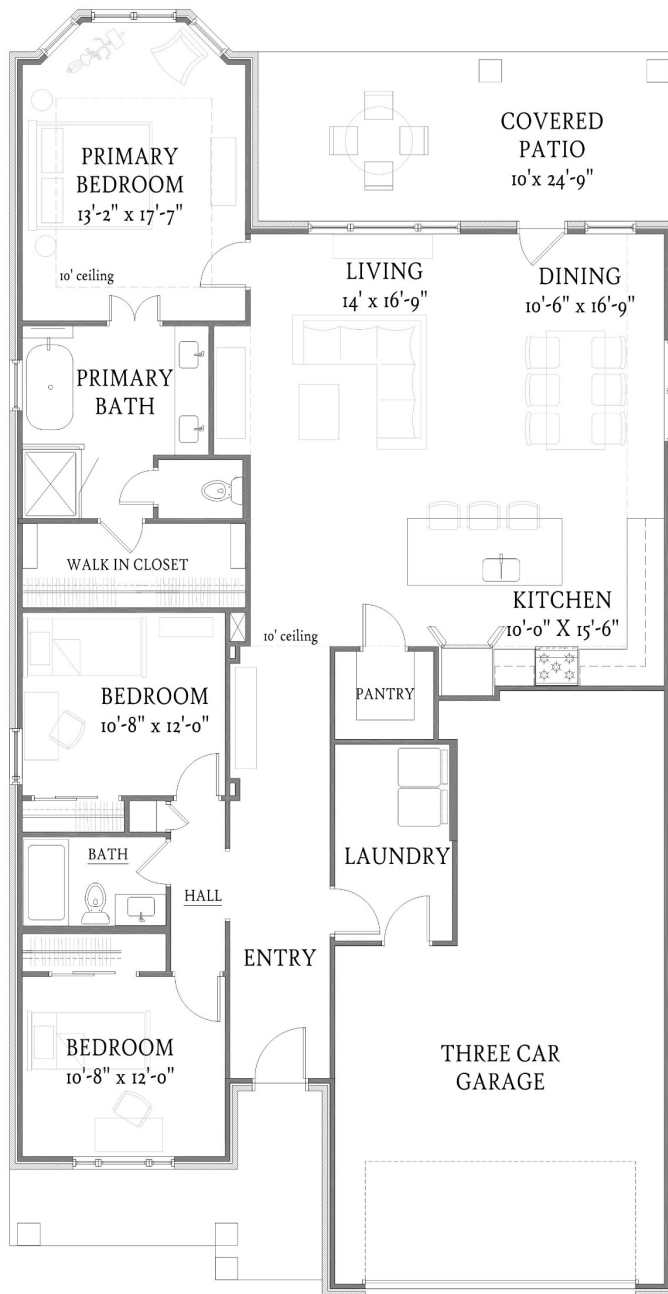 PRIMARY
BEDROOM
13'-2" x 17'-7"
10' ceiling
COVERED
PATIO
10'x 24'-9"
LIVING
14' x 16'-9"
DINING
10'-6" x 16'-9"
PRIMARY
BATH
WALK IN CLOSET
KITCHEN
10'-0" X 15'-6"
10' ceiling
PANTRY
BEDROOM
10'-8" x 12'-0"
LAUNDRY
BATH
HALL
ENTRY
BEDROOM
10'-8" x 12'-0"
THREE CAR
GARAGE